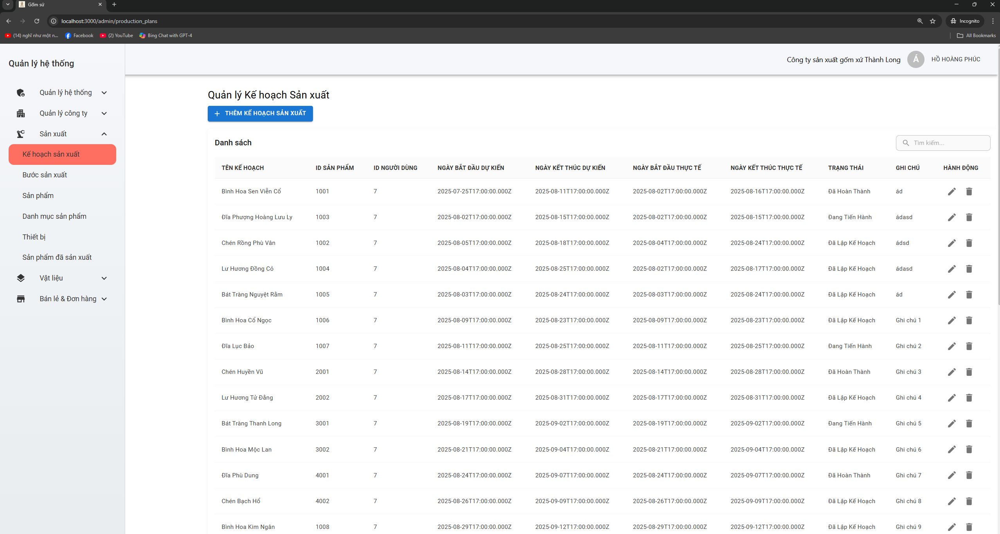 Gốm sứ
localhost:3000/admin/production_plans
Incognito
(14) nghĩ như một n...
Facebook
(2) YouTube
Bing Chat with GPT-4
All Bookmarks
Quản lý hệ thống
Công ty sản xuất gốm xứ Thành Long
Á
HỒ HOÀNG PHÚC
Quản lý hệ thống
Quản lý công ty
Sản xuất
Kế hoạch sản xuất
Bước sản xuất
Sản phẩm
Danh mục sản phẩm
Thiết bị
Sản phẩm đã sản xuất
Vật liệu
Bán lẻ & Đơn hàng
Quản lý Kế hoạch Sản xuất
THÊM KẾ HOẠCH SẢN XUẤT
Danh sách
Tìm kiếm...
TÊN KẾ HOẠCH ID SẢN PHẨM ID NGƯỜI DÙNG NGÀY BẮT ĐẦU DỰ KIẾN NGÀY KẾT THÚC DỰ KIẾN NGÀY BẮT ĐẦU THỰC TẾ NGÀY KẾT THÚC THỰC TẾ TRẠNG THÁI GHI CHÚ HÀNH ĐỘNG
Bình Hoa Sen Viễn Cổ 1001 7 2025-07-25T17:00:00.000Z 2025-08-11T17:00:00.000Z 2025-08-02T17:00:00.000Z 2025-08-16T17:00:00.000Z Đã Hoàn Thành ád
Đĩa Phượng Hoàng Lưu Ly 1003 7 2025-08-02T17:00:00.000Z 2025-08-15T17:00:00.000Z 2025-08-02T17:00:00.000Z 2025-08-15T17:00:00.000Z Đang Tiến Hành ádasd
Chén Rồng Phù Vân 1002 7 2025-08-05T17:00:00.000Z 2025-08-18T17:00:00.000Z 2025-08-04T17:00:00.000Z 2025-08-24T17:00:00.000Z Đã Lập Kế Hoạch ádsd
Lư Hương Đồng Cỏ 1004 7 2025-08-04T17:00:00.000Z 2025-08-25T17:00:00.000Z 2025-08-02T17:00:00.000Z 2025-08-17T17:00:00.000Z Đã Lập Kế Hoạch ádasd
Bát Tràng Nguyệt Rằm 1005 7 2025-08-03T17:00:00.000Z 2025-08-24T17:00:00.000Z 2025-08-03T17:00:00.000Z 2025-08-24T17:00:00.000Z Đã Lập Kế Hoạch ád
Bình Hoa Cổ Ngọc 1006 7 2025-08-09T17:00:00.000Z 2025-08-23T17:00:00.000Z 2025-08-09T17:00:00.000Z 2025-08-23T17:00:00.000Z Đã Lập Kế Hoạch Ghi chú 1
Đĩa Lục Bảo 1007 7 2025-08-11T17:00:00.000Z 2025-08-25T17:00:00.000Z 2025-08-11T17:00:00.000Z 2025-08-25T17:00:00.000Z Đang Tiến Hành Ghi chú 2
Chén Huyền Vũ 2001 7 2025-08-14T17:00:00.000Z 2025-08-28T17:00:00.000Z 2025-08-14T17:00:00.000Z 2025-08-28T17:00:00.000Z Đã Hoàn Thành Ghi chú 3
Lư Hương Tử Đằng 2002 7 2025-08-17T17:00:00.000Z 2025-08-31T17:00:00.000Z 2025-08-17T17:00:00.000Z 2025-08-31T17:00:00.000Z Đã Lập Kế Hoạch Ghi chú 4
Bát Tràng Thanh Long 3001 7 2025-08-19T17:00:00.000Z 2025-09-02T17:00:00.000Z 2025-08-19T17:00:00.000Z 2025-09-02T17:00:00.000Z Đang Tiến Hành Ghi chú 5
Bình Hoa Mộc Lan 3002 7 2025-08-21T17:00:00.000Z 2025-09-04T17:00:00.000Z 2025-08-21T17:00:00.000Z 2025-09-04T17:00:00.000Z Đã Lập Kế Hoạch Ghi chú 6
Đĩa Phù Dung 4001 7 2025-08-24T17:00:00.000Z 2025-09-07T17:00:00.000Z 2025-08-24T17:00:00.000Z 2025-09-07T17:00:00.000Z Đã Hoàn Thành Ghi chú 7
Chén Bạch Hổ 4002 7 2025-08-26T17:00:00.000Z 2025-09-09T17:00:00.000Z 2025-08-26T17:00:00.000Z 2025-09-09T17:00:00.000Z Đã Lập Kế Hoạch Ghi chú 8
Bình Hoa Kim Ngân 1008 7 2025-08-29T17:00:00.000Z 2025-09-12T17:00:00.000Z 2025-08-29T17:00:00.000Z 2025-09-12T17:00:00.000Z Đã Lập Kế Hoạch Ghi chú 9